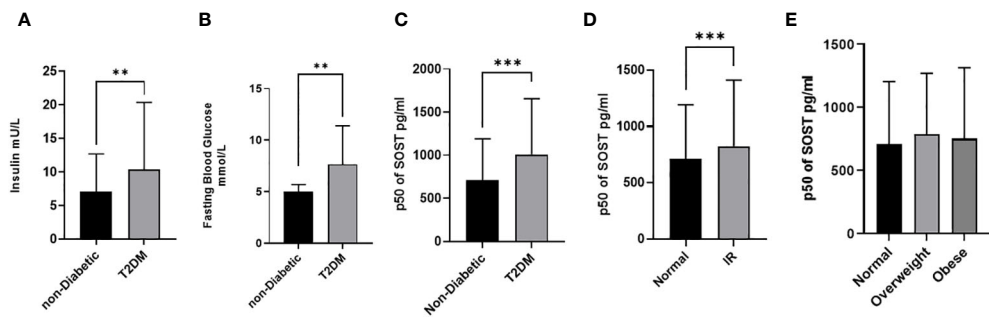 A
B
C
D
E
**
Insulin mU/L
25
20
15
10
5
0
non-Diabetic
T2DM
**
Fasting Blood Glucose
mmol/L
15
10
5
0
non-Diabetic
T2DM
***
p50 of SOST pg/ml
2000
1500
1000
500
0
Non-Diabetic
T2DM
***
p50 of SOST pg/ml
1500
1000
500
0
Normal
IR
p50 of SOST pg/ml
1500
1000
500
0
Normal
Overweight
Obese